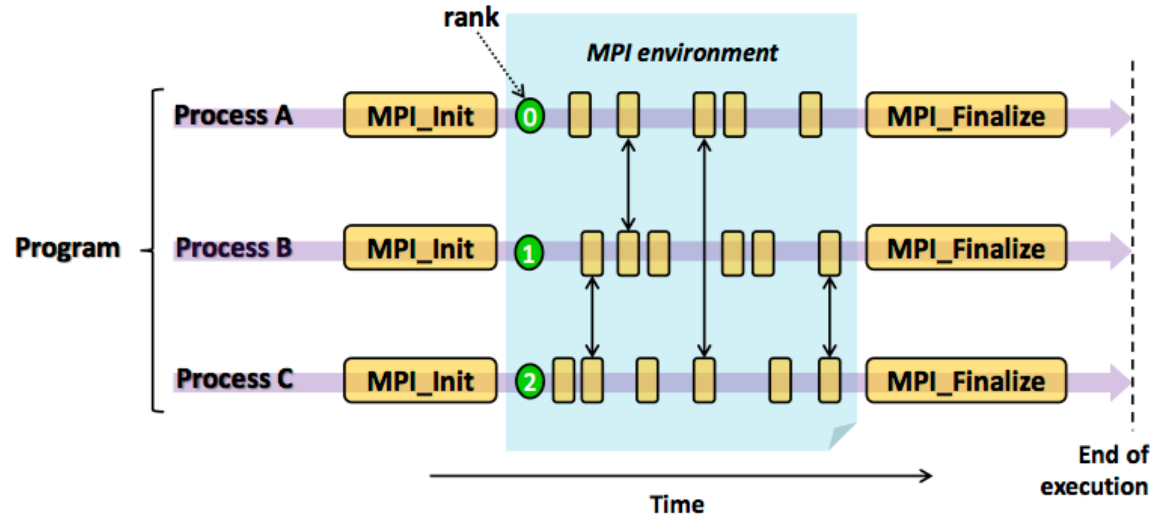 rank
MPI environment
Process A
MPI_Init
0
MPI_Finalize
Program
Process B
MPI_Init
1
MPI_Finalize
Process C
MPI_Init
2
MPI_Finalize
Time
End of
execution